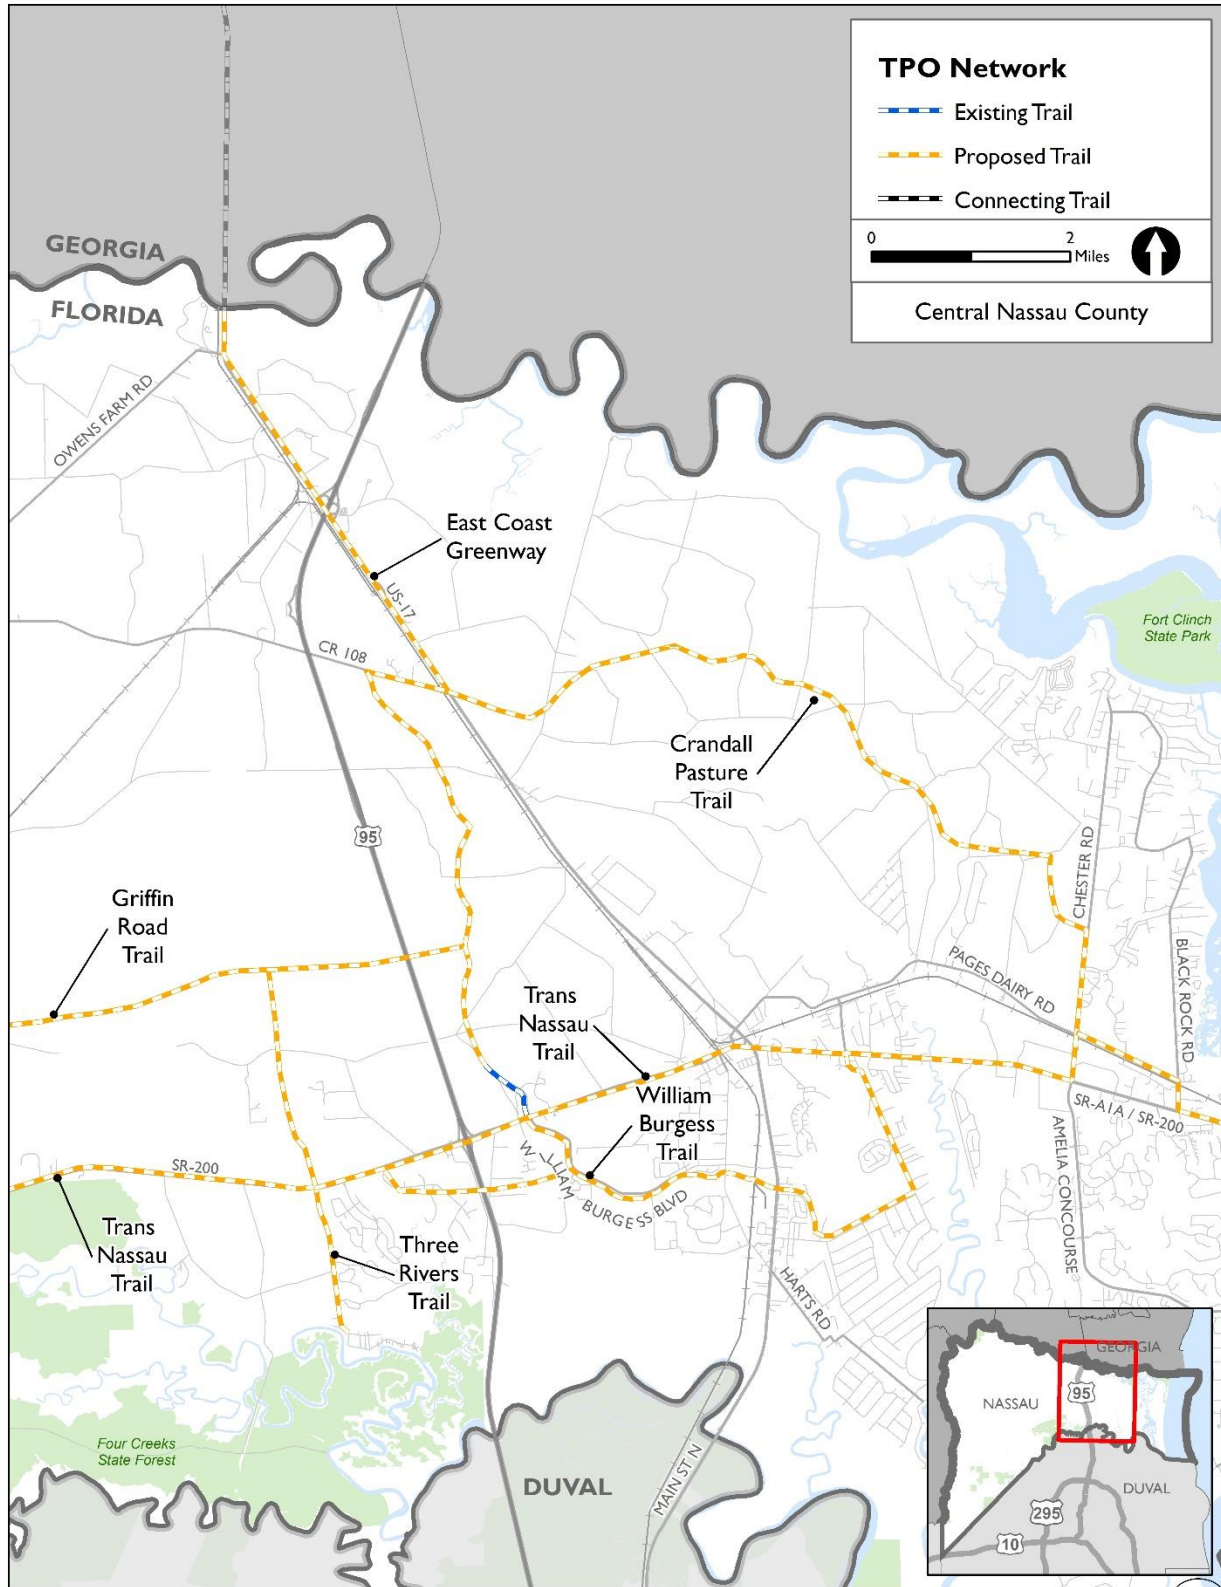 TPO Network
Existing Trail
Proposed Trail
Connecting Trail
0
2
Miles
Central Nassau County
GEORGIA
FLORIDA
OWENS FARM RD
East Coast
Greenway
US-17
CR 108
Fort Clinch
State Park
Crandall
Pasture
Trail
95
CHESTER RD
Griffin
Road
Trail
BLACK ROCK RD
PAGES DAIRY RD
Trans
Nassau
Trail
William
Burgess
Trail
SR-A1A / SR-200
SR-200
WILLIAM BURGESS BLVD
AMELIA CONCOURSE
Trans
Nassau
Trail
Three
Rivers
Trail
HARTS RD
Four Creeks
State Forest
DUVAL
MAIN ST N
GEORGIA
NASSAU
95
DUVAL
295
10